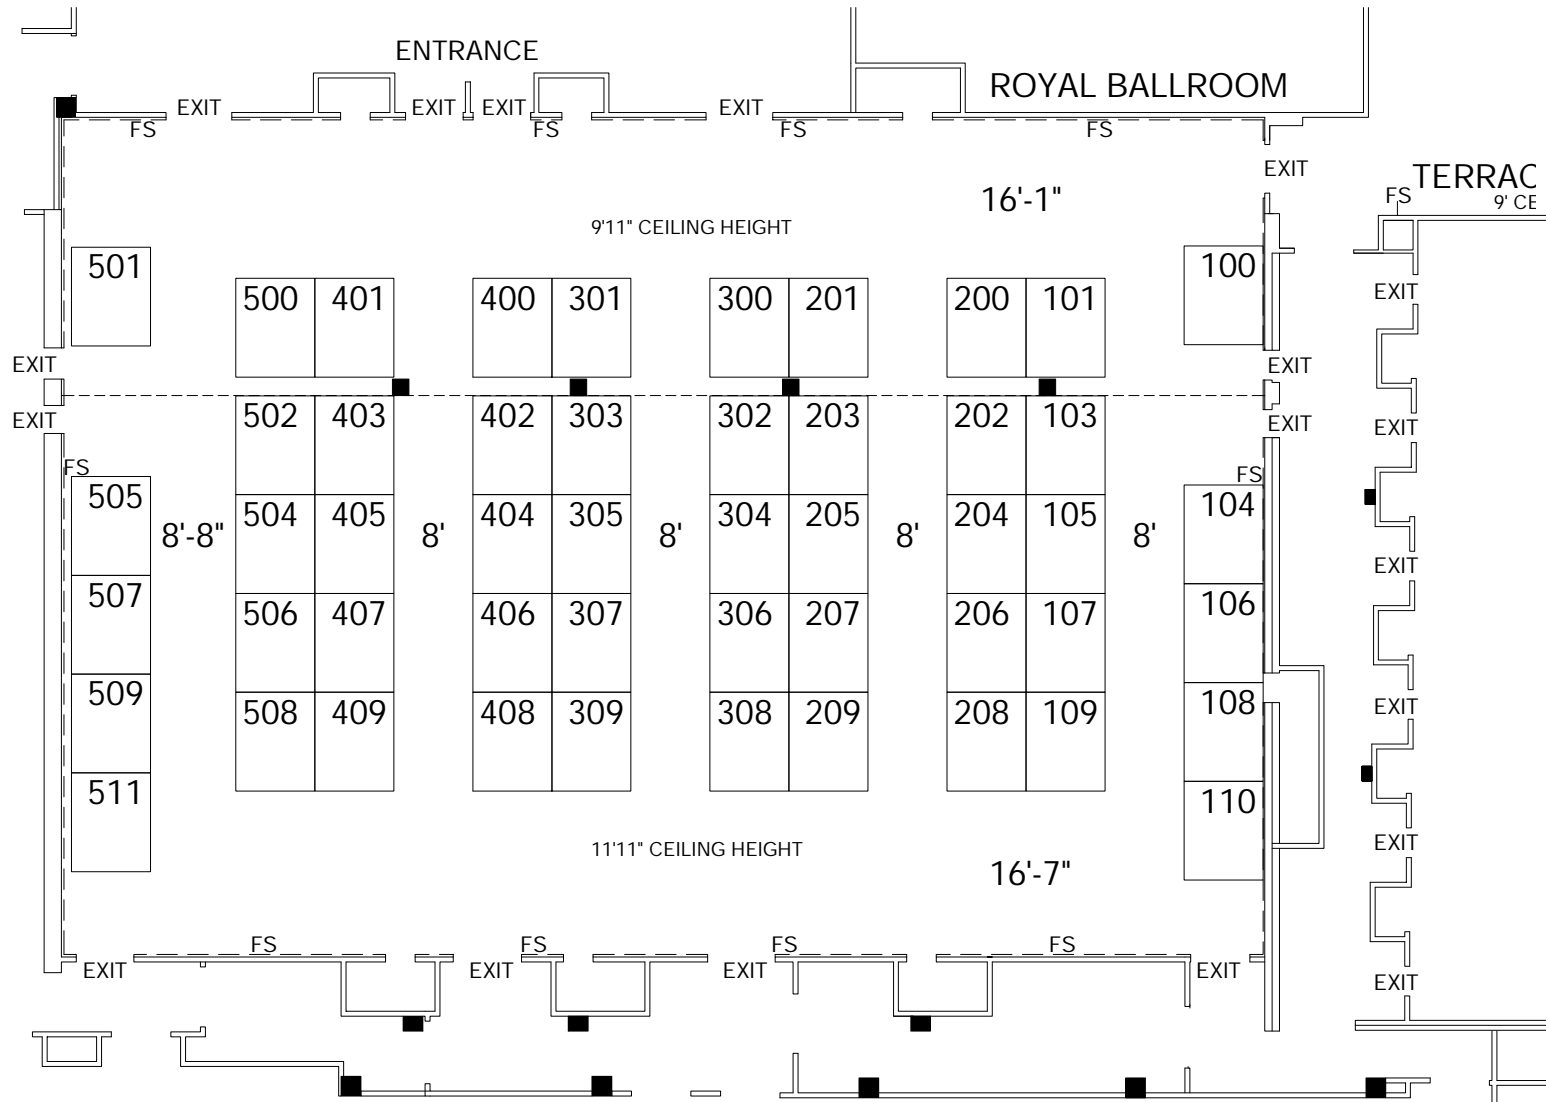 ENTRANCE
ROYAL BALLROOM
EXIT EXIT EXIT EXIT
FS FS FS FS
EXIT
TERRAC
FS
9' CE
16'-1"
9'11" CEILING HEIGHT
501 100
500 401 400 301 300 201 200 101
EXIT
EXIT EXIT
502 403 402 303 302 203 202 103
EXIT EXIT EXIT
FS FS
505 104
504 405 404 305 304 205 204 105
8'-8" 8' 8' 8' 8'
EXIT
507 106
506 407 406 307 306 207 206 107
509 108
EXIT
508 409 408 309 308 209 208 109
511 110
EXIT
11'11" CEILING HEIGHT
16'-7"
FS FS FS FS
EXIT EXIT EXIT EXIT
EXIT